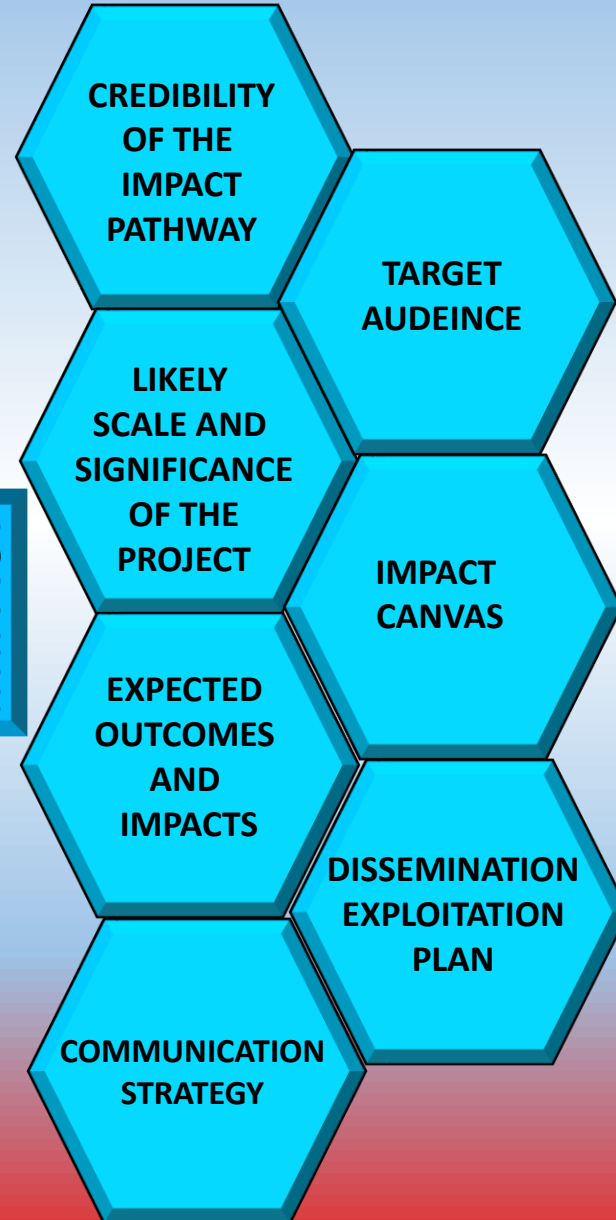 CREDIBILITY
OF THE
IMPACT
PATHWAY
TARGET
AUDEINCE
LIKELY
SCALE AND
SIGNIFICANCE
OF THE
PROJECT
IMPACT
CANVAS
EXPECTED
OUTCOMES
AND
IMPACTS
DISSEMINATION
EXPLOITATION
PLAN
COMMUNICATION
STRATEGY